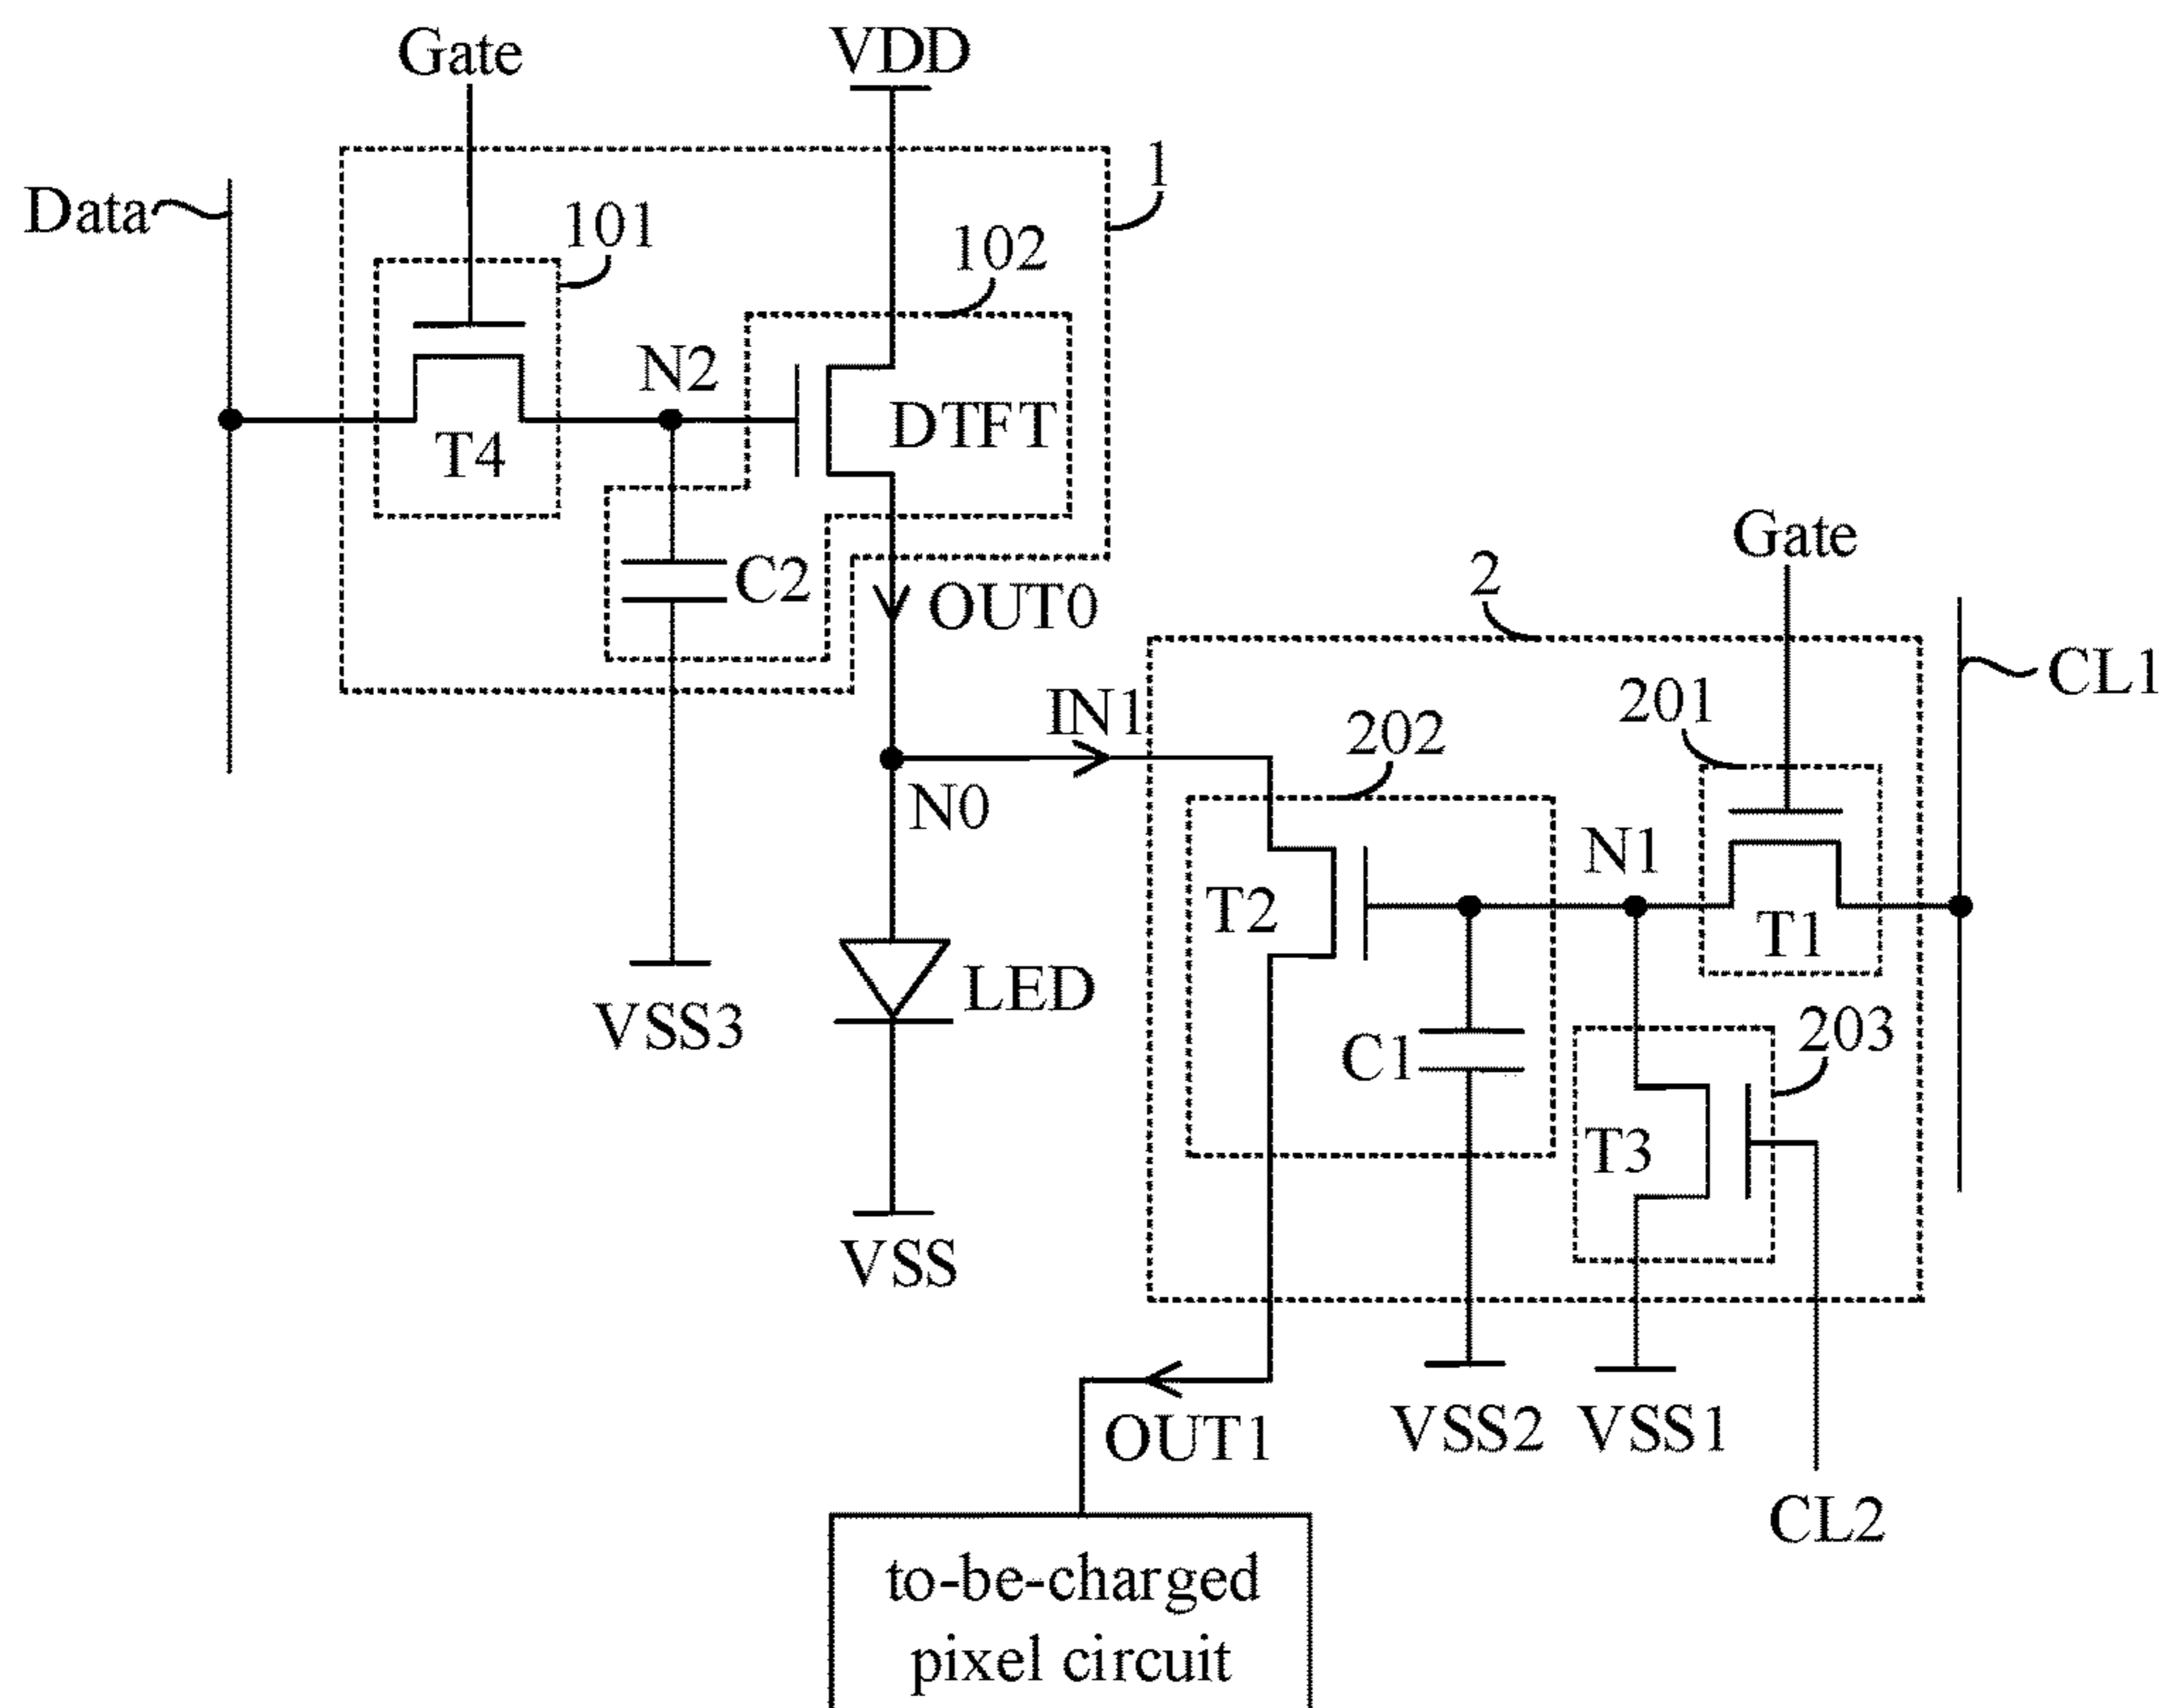 Gate
VDD
Data
1
101
102
N2
DTFT
T4
C2
OUT0
Gate
2
CL1
IN1
201
202
N0
N1
T2
T1
LED
VSS3
C1
203
T3
VSS
OUT1
VSS2
VSS1
CL2
to-be-charged
pixel circuit